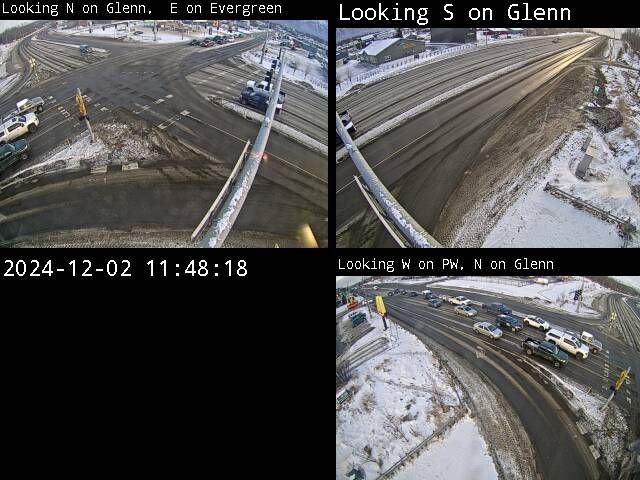 Looking N on Glenn,  E on Evergreen
Looking S on Glenn
2024-12-02 11:48:18
Looking W on PW, N on Glenn